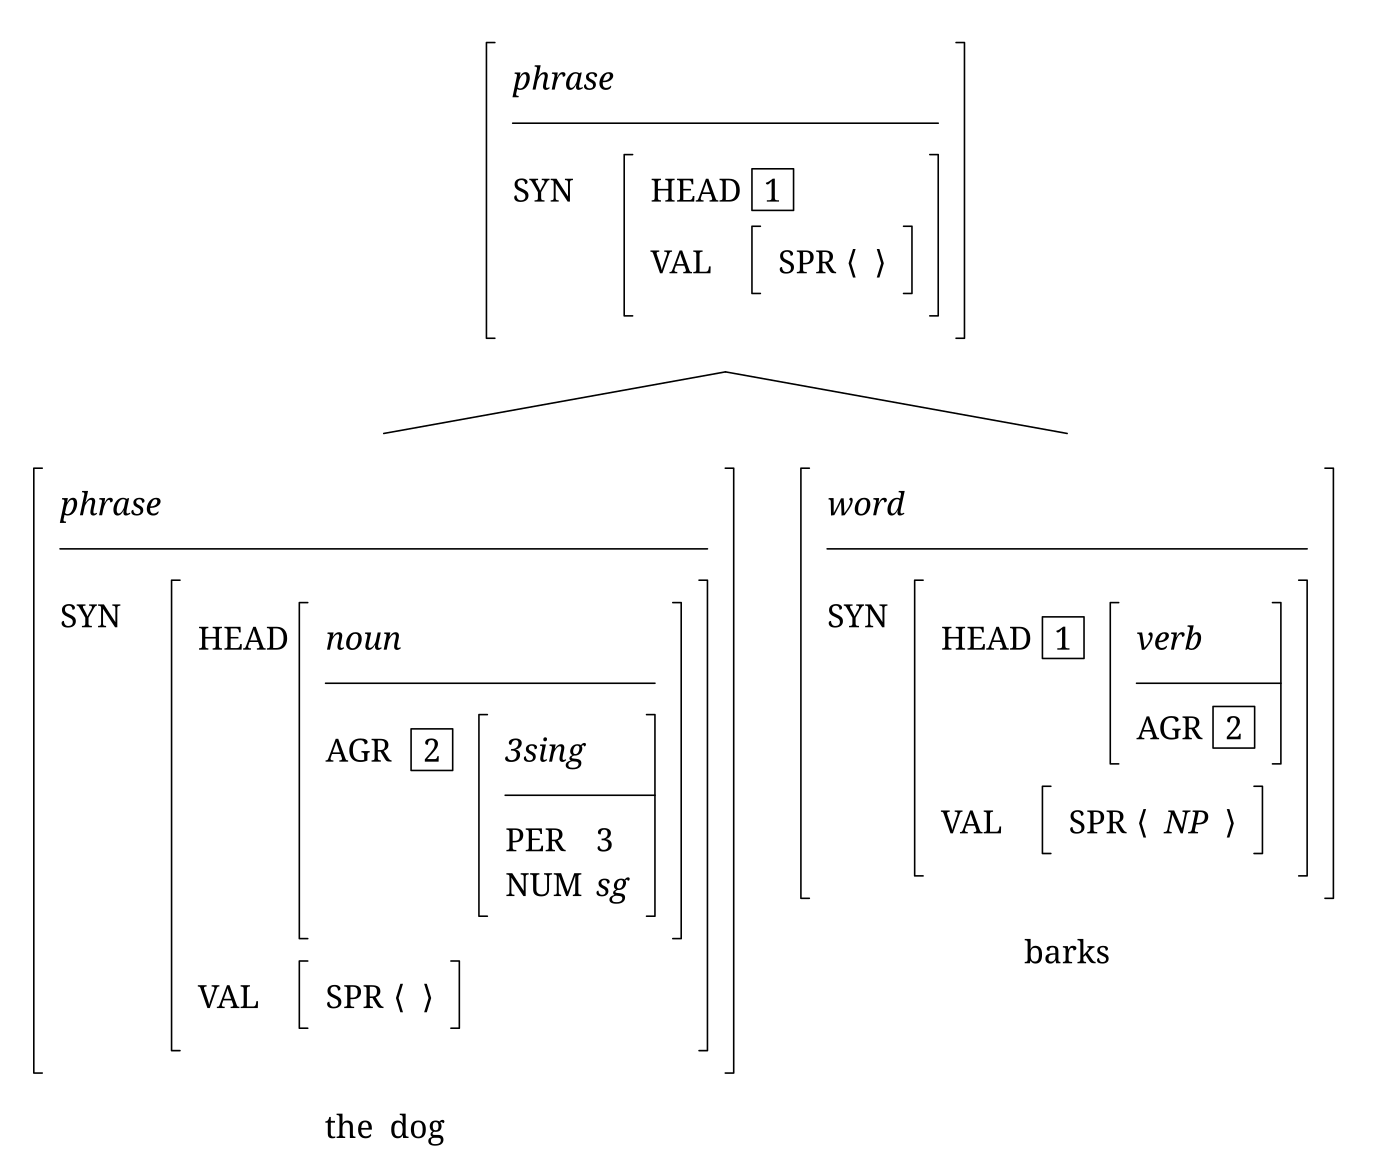 phrase
SYN HEAD 1
VAL SPR ⟨ ⟩
phrase
SYN HEAD noun
AGR 2 3sing
PER 3
NUM sg
VAL SPR ⟨ ⟩
the dog
word
SYN HEAD 1 verb
AGR 2
VAL SPR ⟨ NP ⟩
barks